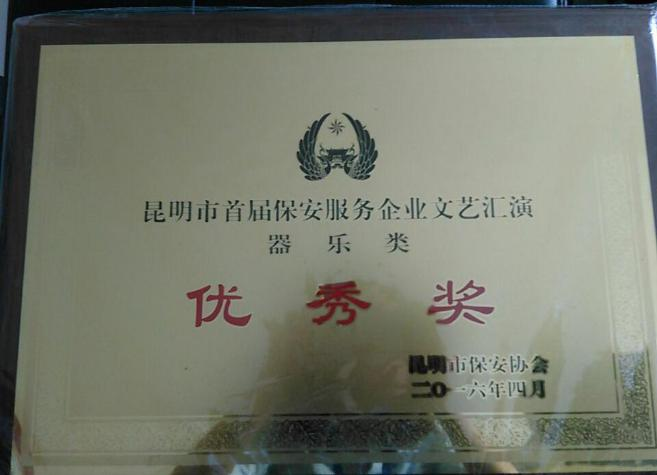 昆明市首届保安服务企业文艺汇演
器乐类
优秀奖
昆明市保安协会
二〇一六年四月